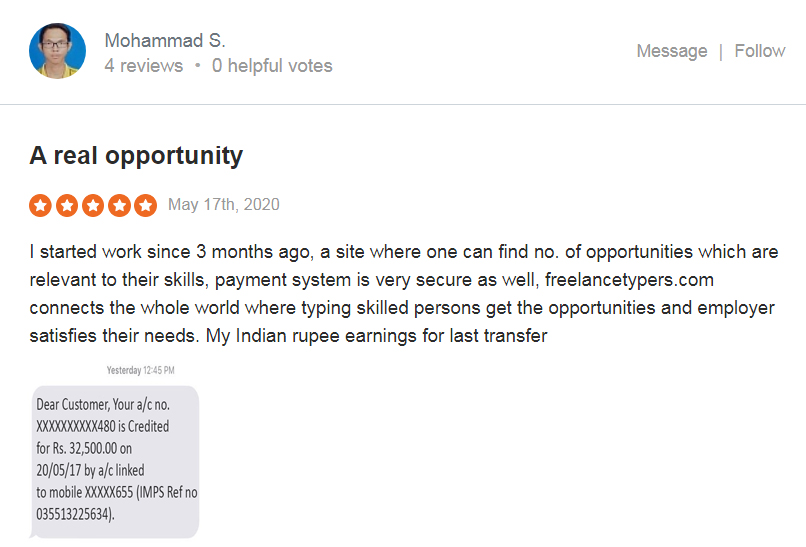 Mohammad S.
4 reviews • 0 helpful votes
Message | Follow
A real opportunity
May 17th, 2020
I started work since 3 months ago, a site where one can find no. of opportunities which are
relevant to their skills, payment system is very secure as well, freelancetypers.com
connects the whole world where typing skilled persons get the opportunities and employer
satisfies their needs. My Indian rupee earnings for last transfer
Yesterday 12:45 PM
Dear Customer, Your a/c no.
XXXXXXXXXX480 is Credited
for Rs. 32,500.00 on
20/05/17 by a/c linked
to mobile XXXXX655 (IMPS Ref no
035513225634).